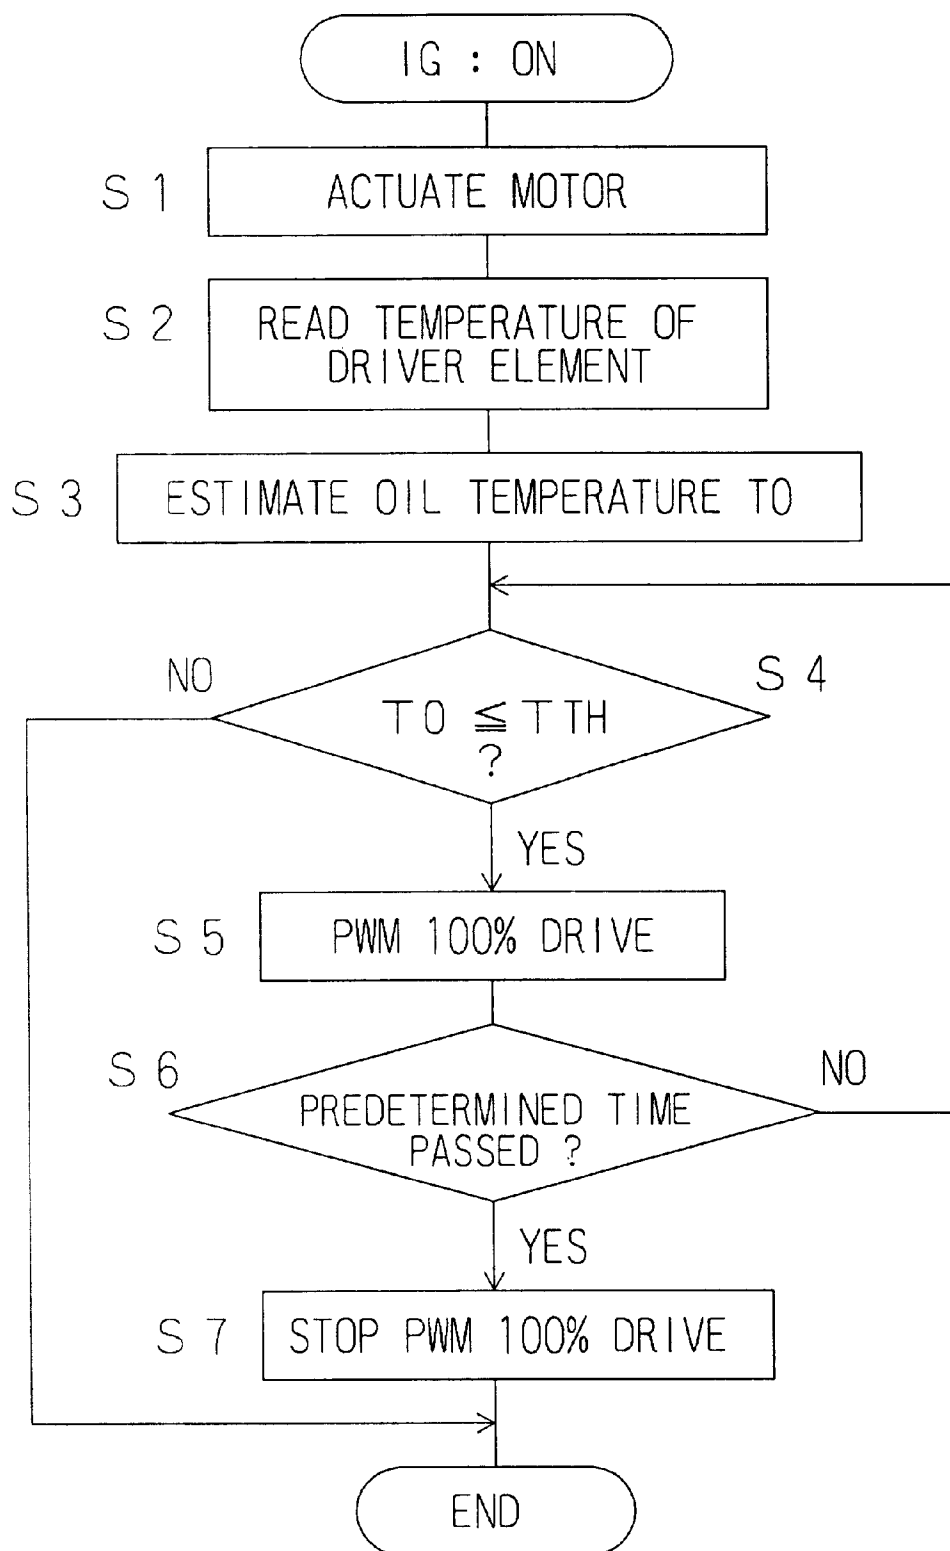 IG : ON
S 1
ACTUATE MOTOR
S 2
READ TEMPERATURE OF
DRIVER ELEMENT
S 3
ESTIMATE OIL TEMPERATURE TO
NO
S 4
TO ≦ TTH
?
YES
S 5
PWM 100% DRIVE
S 6
NO
PREDETERMINED TIME
PASSED ?
YES
S 7
STOP PWM 100% DRIVE
END